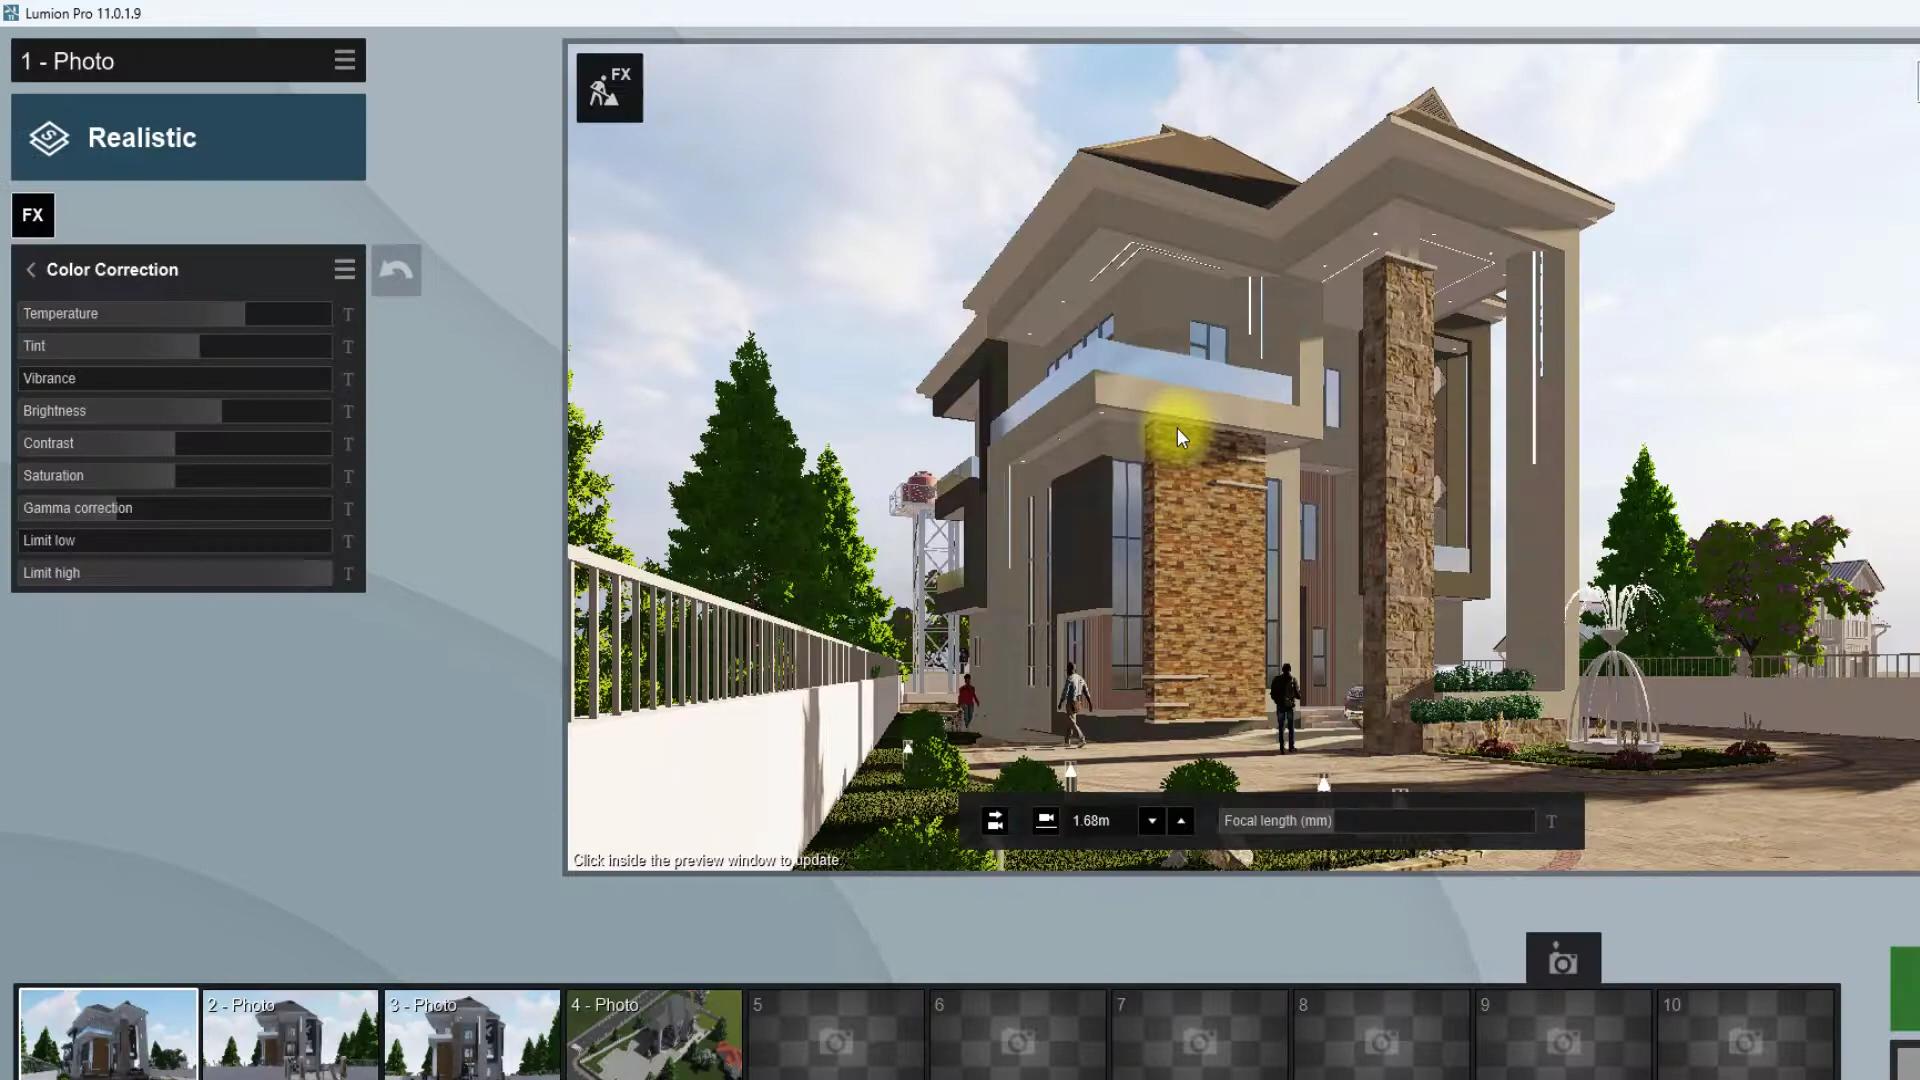 Lumion Pro 11.0.1.9
1 - Photo
Realistic
FX
FX
Color Correction
Temperature T
Tint T
Vibrance T
Brightness T
Contrast T
Saturation T
Gamma correction T
Limit low T
Limit high T
1.68m
Focal length (mm) T
Click inside the preview window to update.
2 - Photo
3 - Photo
4 - Photo
5
6
7
8
9
10